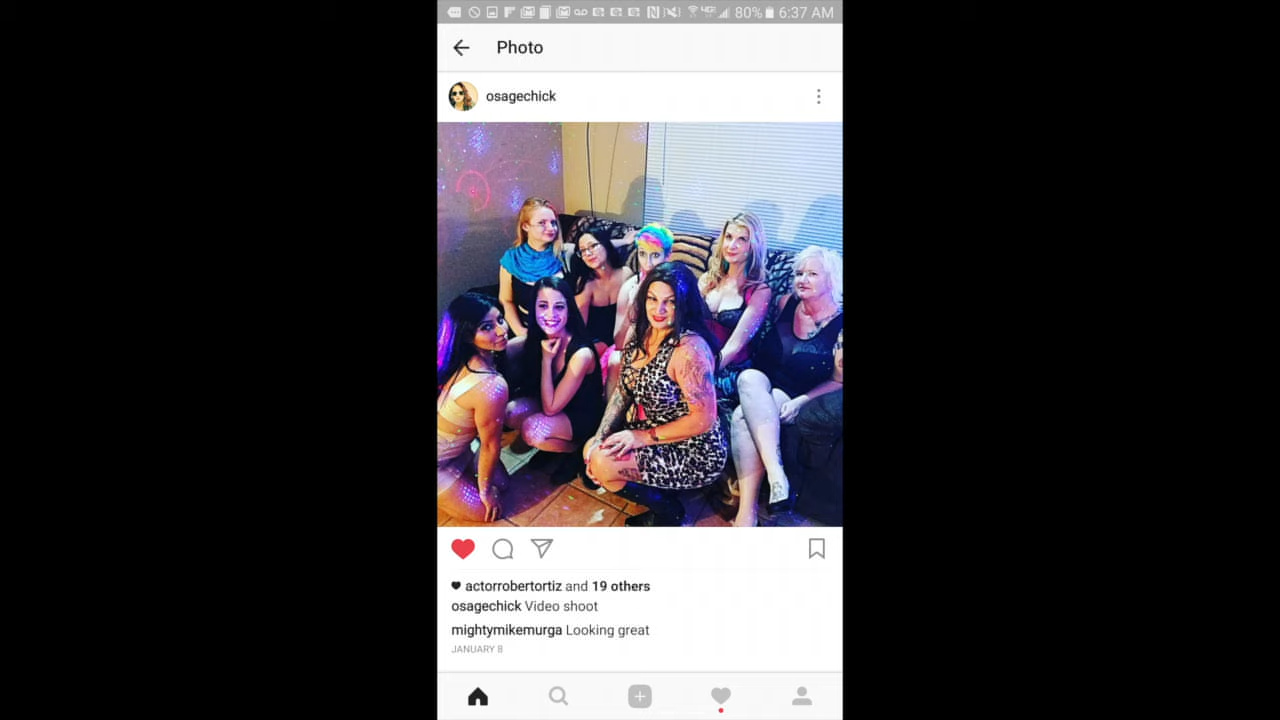 80% 6:37 AM
Photo
osagechick
actorrobertortiz and 19 others
osagechick Video shoot
mightymikemurga Looking great
JANUARY 8